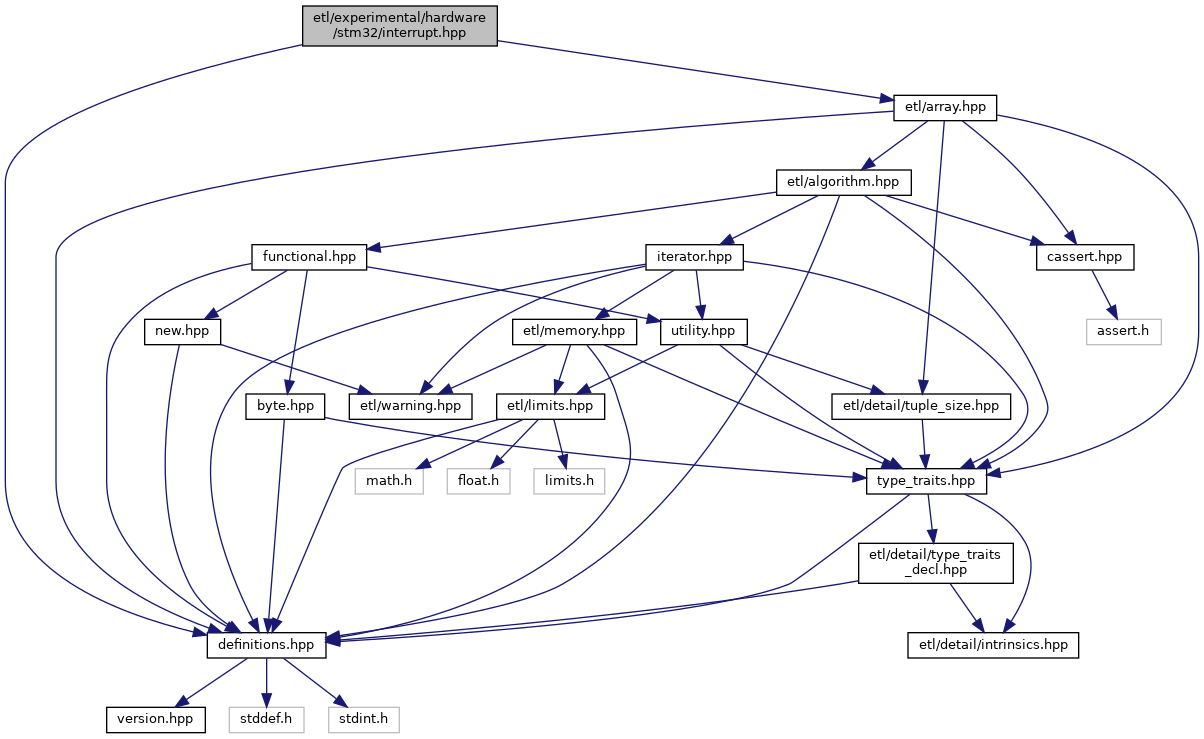 etl/experimental/hardware
/stm32/interrupt.hpp
etl/array.hpp
etl/algorithm.hpp
functional.hpp
iterator.hpp
cassert.hpp
new.hpp
etl/memory.hpp
utility.hpp
assert.h
byte.hpp
etl/warning.hpp
etl/limits.hpp
etl/detail/tuple_size.hpp
math.h
float.h
limits.h
type_traits.hpp
etl/detail/type_traits
_decl.hpp
definitions.hpp
etl/detail/intrinsics.hpp
version.hpp
stddef.h
stdint.h